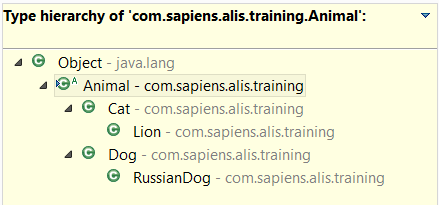 Type hierarchy of 'com.sapiens.alis.training.Animal':
Object - java.lang
A Animal - com.sapiens.alis.training
Cat - com.sapiens.alis.training
Lion - com.sapiens.alis.training
Dog - com.sapiens.alis.training
RussianDog - com.sapiens.alis.training